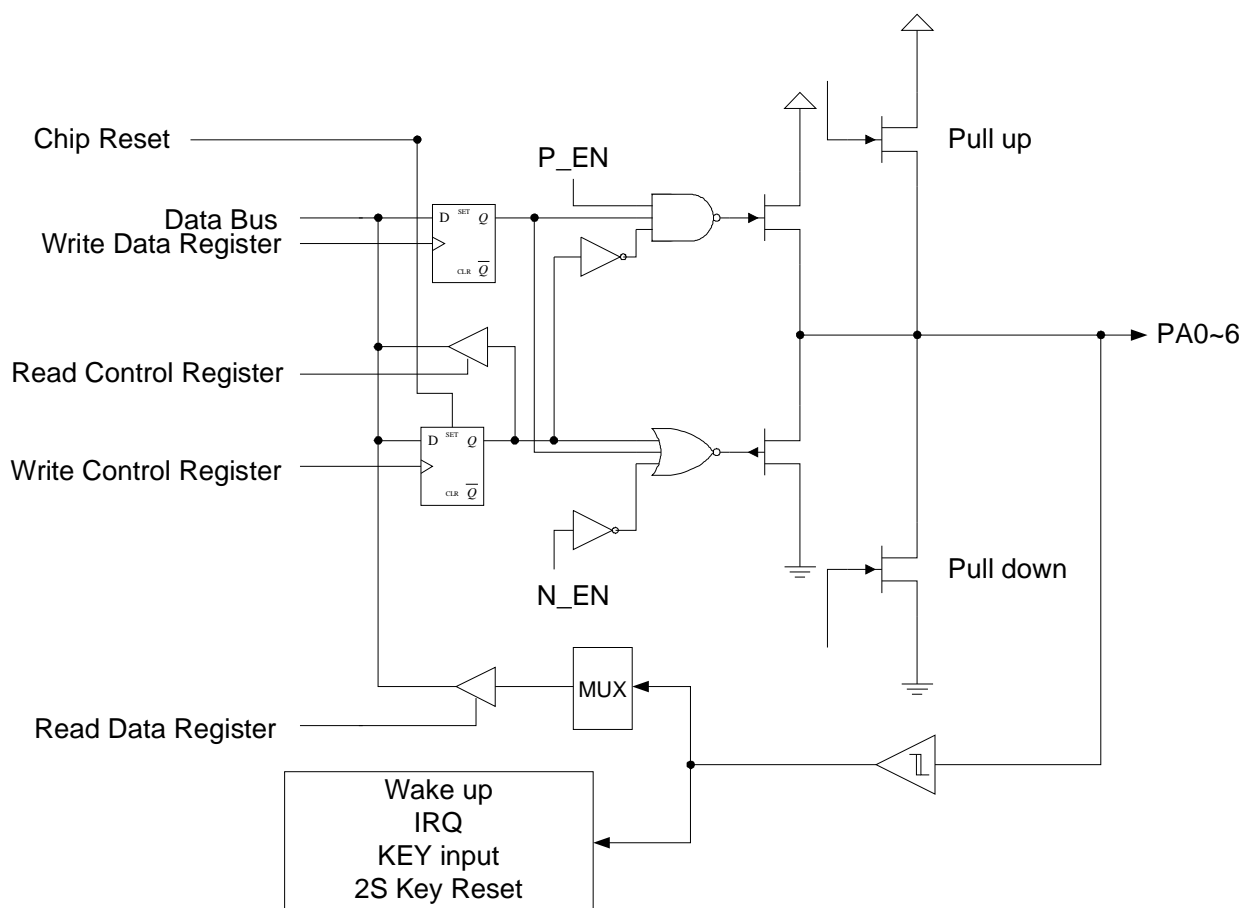 Pull up
Chip Reset
P_EN
Data Bus
Write Data Register
D SET Q
CLR Q̅
PA0~6
Read Control Register
D SET Q
CLR Q̅
Write Control Register
N_EN
Pull down
MUX
Read Data Register
Wake up
IRQ
KEY input
2S Key Reset